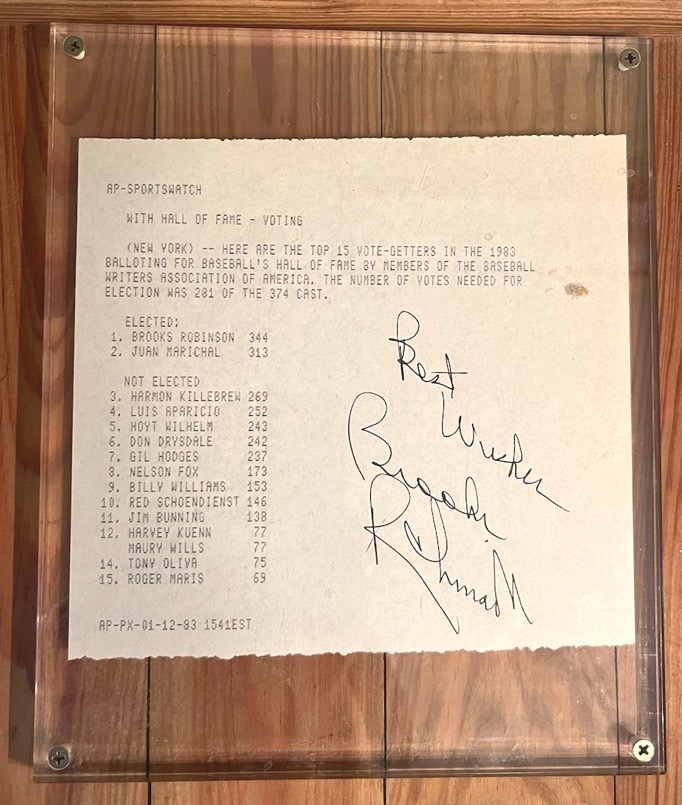 AP-SPORTSWATCH
WITH HALL OF FAME - VOTING
(NEW YORK) -- HERE ARE THE TOP 15 VOTE-GETTERS IN THE 1983
BALLOTING FOR BASEBALL'S HALL OF FAME BY MEMBERS OF THE BASEBALL
WRITERS ASSOCIATION OF AMERICA. THE NUMBER OF VOTES NEEDED FOR
ELECTION WAS 281 OF THE 374 CAST.
ELECTED:
1. BROOKS ROBINSON 344
2. JUAN MARICHAL 313
NOT ELECTED
3. HARMON KILLEBREW 269
4. LUIS APARICIO 252
5. HOYT WILHELM 243
6. DON DRYSDALE 242
7. GIL HODGES 237
8. NELSON FOX 173
9. BILLY WILLIAMS 153
10. RED SCHOENDIENST 146
11. JIM BUNNING 138
12. HARVEY KUENN 77
MAURY WILLS 77
14. TONY OLIVA 75
15. ROGER MARIS 69
AP-PX-01-12-83 1541EST
Best
Wishes
Brooks
Robinson